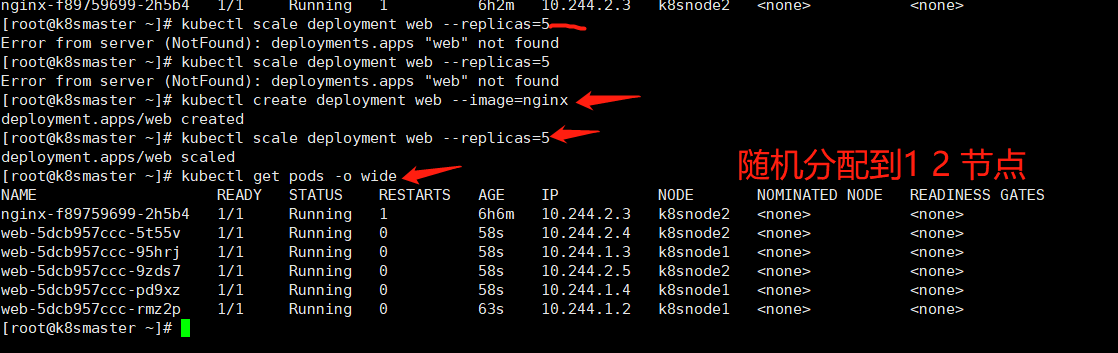 nginx-f89759699-2h5b4 1/1 Running 1 6h2m 10.244.2.3 k8snode2 <none> <none>
[root@k8smaster ~]# kubectl scale deployment web --replicas=5
Error from server (NotFound): deployments.apps "web" not found
[root@k8smaster ~]# kubectl scale deployment web --replicas=5
Error from server (NotFound): deployments.apps "web" not found
[root@k8smaster ~]# kubectl create deployment web --image=nginx
deployment.apps/web created
[root@k8smaster ~]# kubectl scale deployment web --replicas=5
deployment.apps/web scaled
[root@k8smaster ~]# kubectl get pods -o wide
随机分配到1 2 节点
NAME READY STATUS RESTARTS AGE IP NODE NOMINATED NODE READINESS GATES
nginx-f89759699-2h5b4 1/1 Running 1 6h6m 10.244.2.3 k8snode2 <none> <none>
web-5dcb957ccc-5t55v 1/1 Running 0 58s 10.244.2.4 k8snode2 <none> <none>
web-5dcb957ccc-95hrj 1/1 Running 0 58s 10.244.1.3 k8snode1 <none> <none>
web-5dcb957ccc-9zds7 1/1 Running 0 58s 10.244.2.5 k8snode2 <none> <none>
web-5dcb957ccc-pd9xz 1/1 Running 0 58s 10.244.1.4 k8snode1 <none> <none>
web-5dcb957ccc-rmz2p 1/1 Running 0 63s 10.244.1.2 k8snode1 <none> <none>
[root@k8smaster ~]#